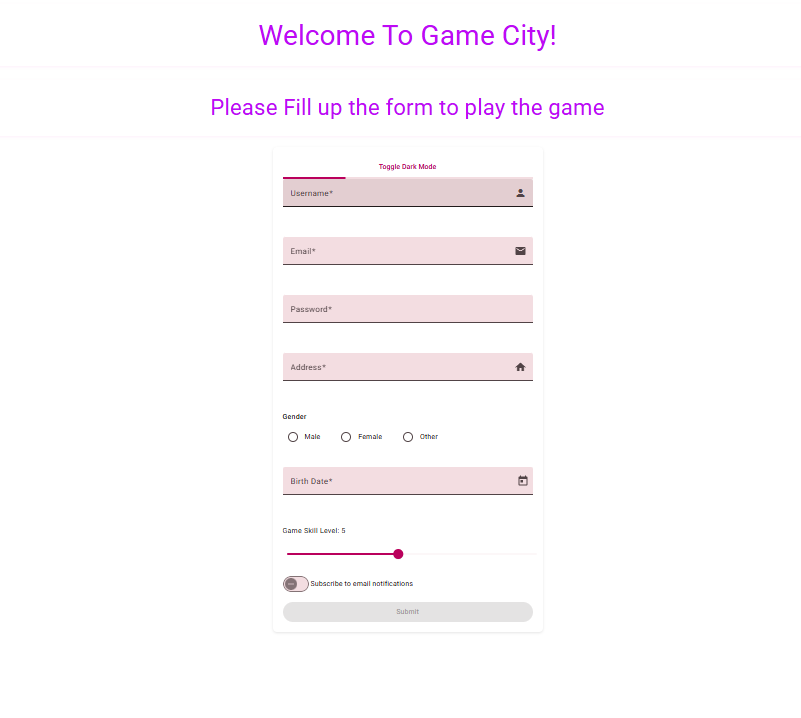 Welcome To Game City!
Please Fill up the form to play the game
Toggle Dark Mode
Username*
Email*
Password*
Address*
Gender
Male Female Other
Birth Date*
Game Skill Level: 5
Subscribe to email notifications
Submit